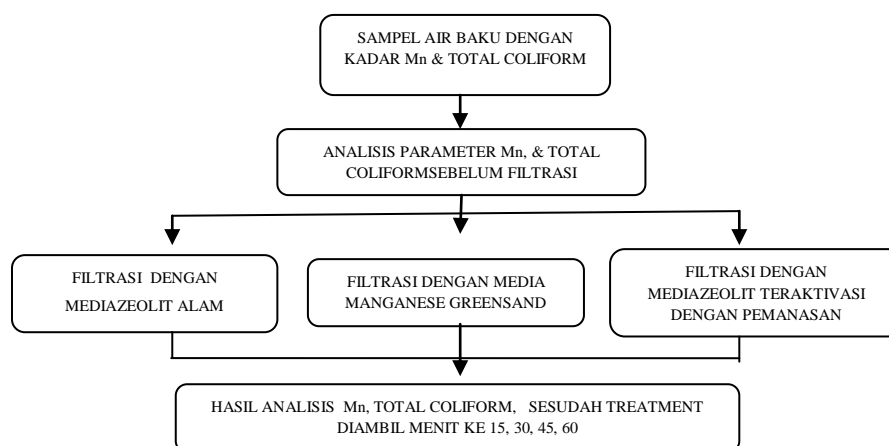 SAMPEL AIR BAKU DENGAN
KADAR Mn & TOTAL COLIFORM
ANALISIS PARAMETER Mn, & TOTAL
COLIFORMSEBELUM FILTRASI
FILTRASI DENGAN
MEDIAZEOLIT ALAM
FILTRASI DENGAN MEDIA
MANGANESE GREENSAND
FILTRASI DENGAN
MEDIAZEOLIT TERAKTIVASI
DENGAN PEMANASAN
HASIL ANALISIS Mn, TOTAL COLIFORM, SESUDAH TREATMENT
DIAMBIL MENIT KE 15, 30, 45, 60